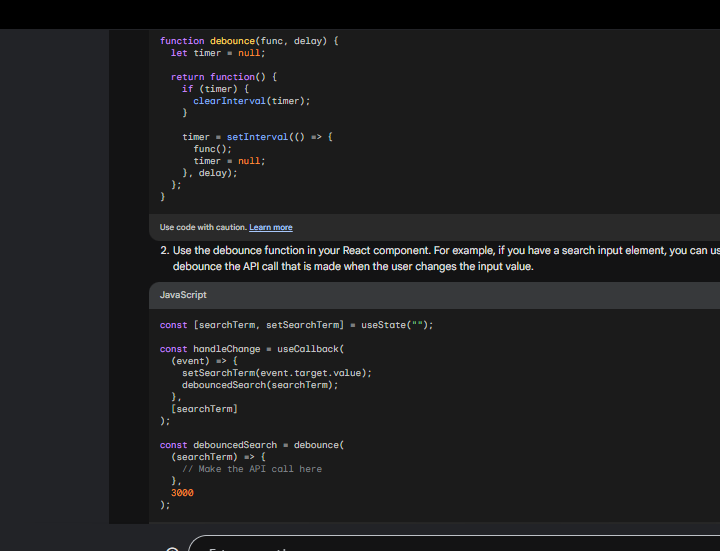 function debounce(func, delay) {
let timer = null;
return function() {
if (timer) {
clearInterval(timer);
}
timer = setInterval(() => {
func();
timer = null;
}, delay);
};
}
Use code with caution. Learn more
2. Use the debounce function in your React component. For example, if you have a search input element, you can us
debounce the API call that is made when the user changes the input value.
JavaScript
const [searchTerm, setSearchTerm] = useState("");
const handleChange = useCallback(
(event) => {
setSearchTerm(event.target.value);
debouncedSearch(searchTerm);
},
[searchTerm]
);
const debouncedSearch = debounce(
(searchTerm) => {
// Make the API call here
},
3000
);